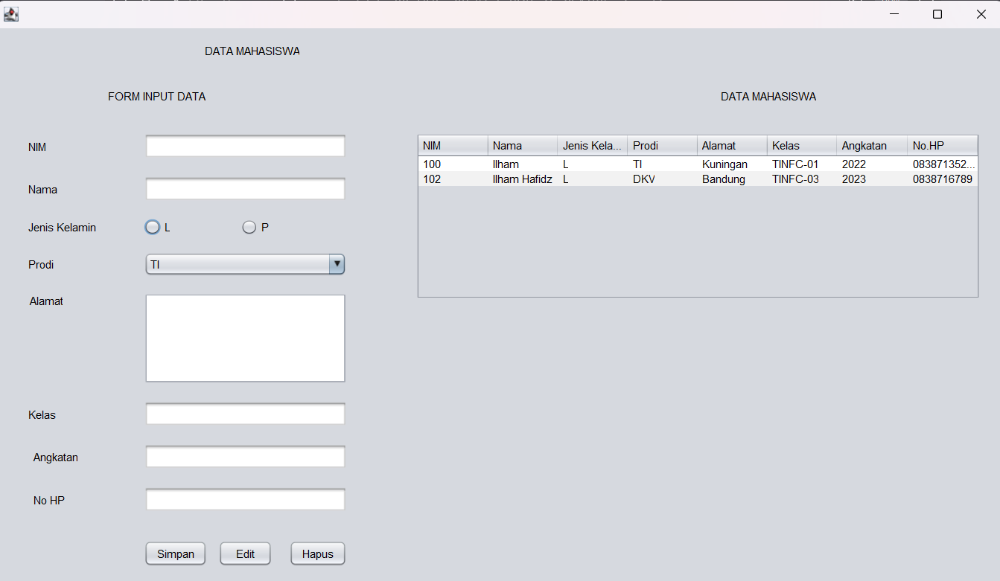 DATA MAHASISWA
FORM INPUT DATA
NIM
Nama
Jenis Kelamin L P
Prodi TI
Alamat
Kelas
Angkatan
No HP
Simpan Edit Hapus
DATA MAHASISWA
NIM Nama Jenis Kela... Prodi Alamat Kelas Angkatan No.HP
100 Ilham L TI Kuningan TINFC-01 2022 083871352...
102 Ilham Hafidz L DKV Bandung TINFC-03 2023 0838716789